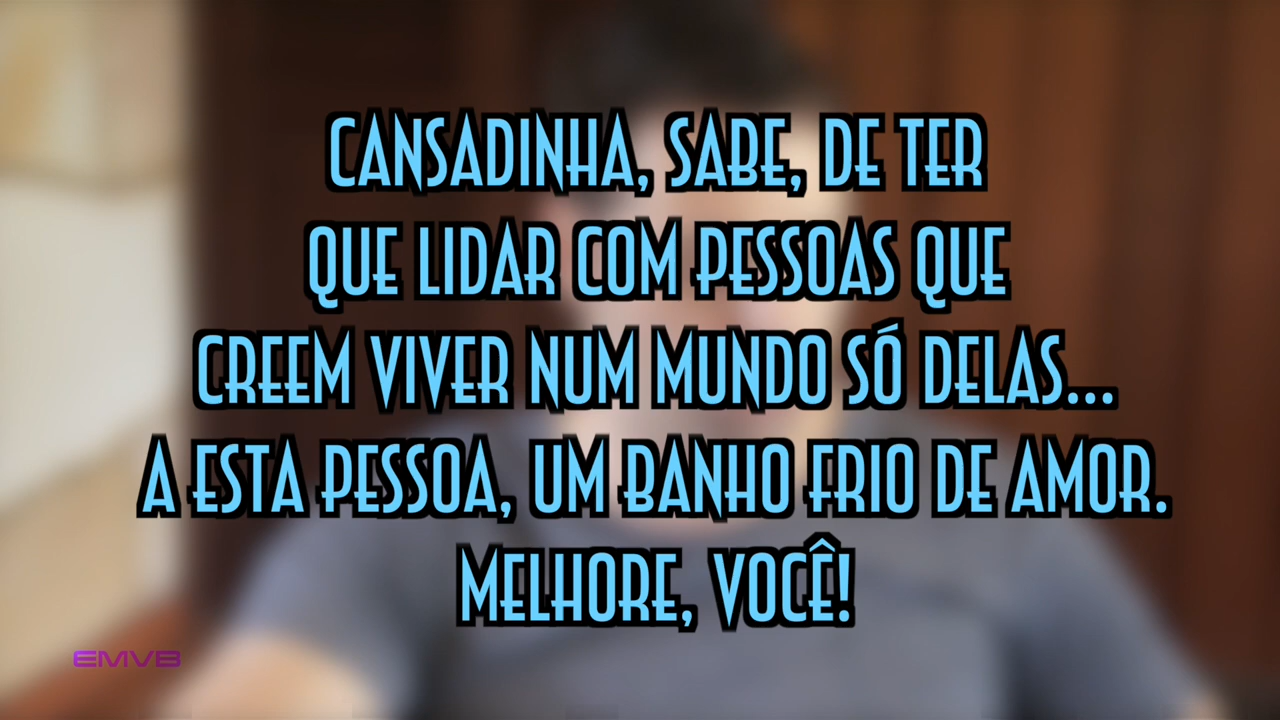 CANSADINHA, SABE, DE TER
QUE LIDAR COM PESSOAS QUE
CREEM VIVER NUM MUNDO SÓ DELAS...
A ESTA PESSOA, UM BANHO FRIO DE AMOR.
MELHORE, VOCÊ!
EMVB